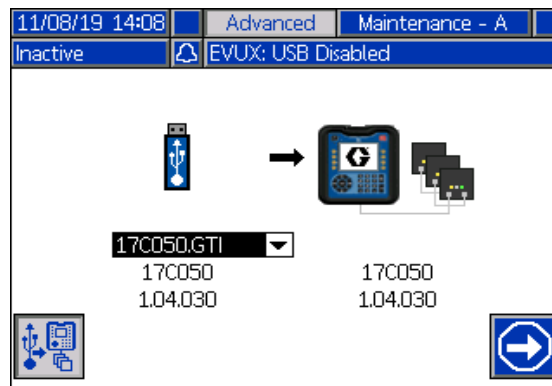 11/08/19 14:08 Advanced Maintenance - A
Inactive EVUX: USB Disabled
G
17C050.GTI
17C050 17C050
1.04.030 1.04.030